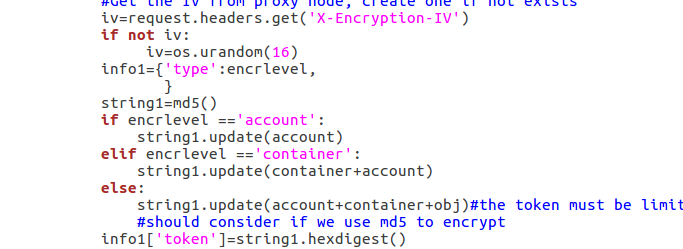 #Get the IV from proxy node, create one if not exists
iv=request.headers.get('X-Encryption-IV')
if not iv:
iv=os.urandom(16)
info1={'type':encrlevel,
}
string1=md5()
if encrlevel =='account':
string1.update(account)
elif encrlevel =='container':
string1.update(container+account)
else:
string1.update(account+container+obj)#the token must be limit
#should consider if we use md5 to encrypt
info1['token']=string1.hexdigest()